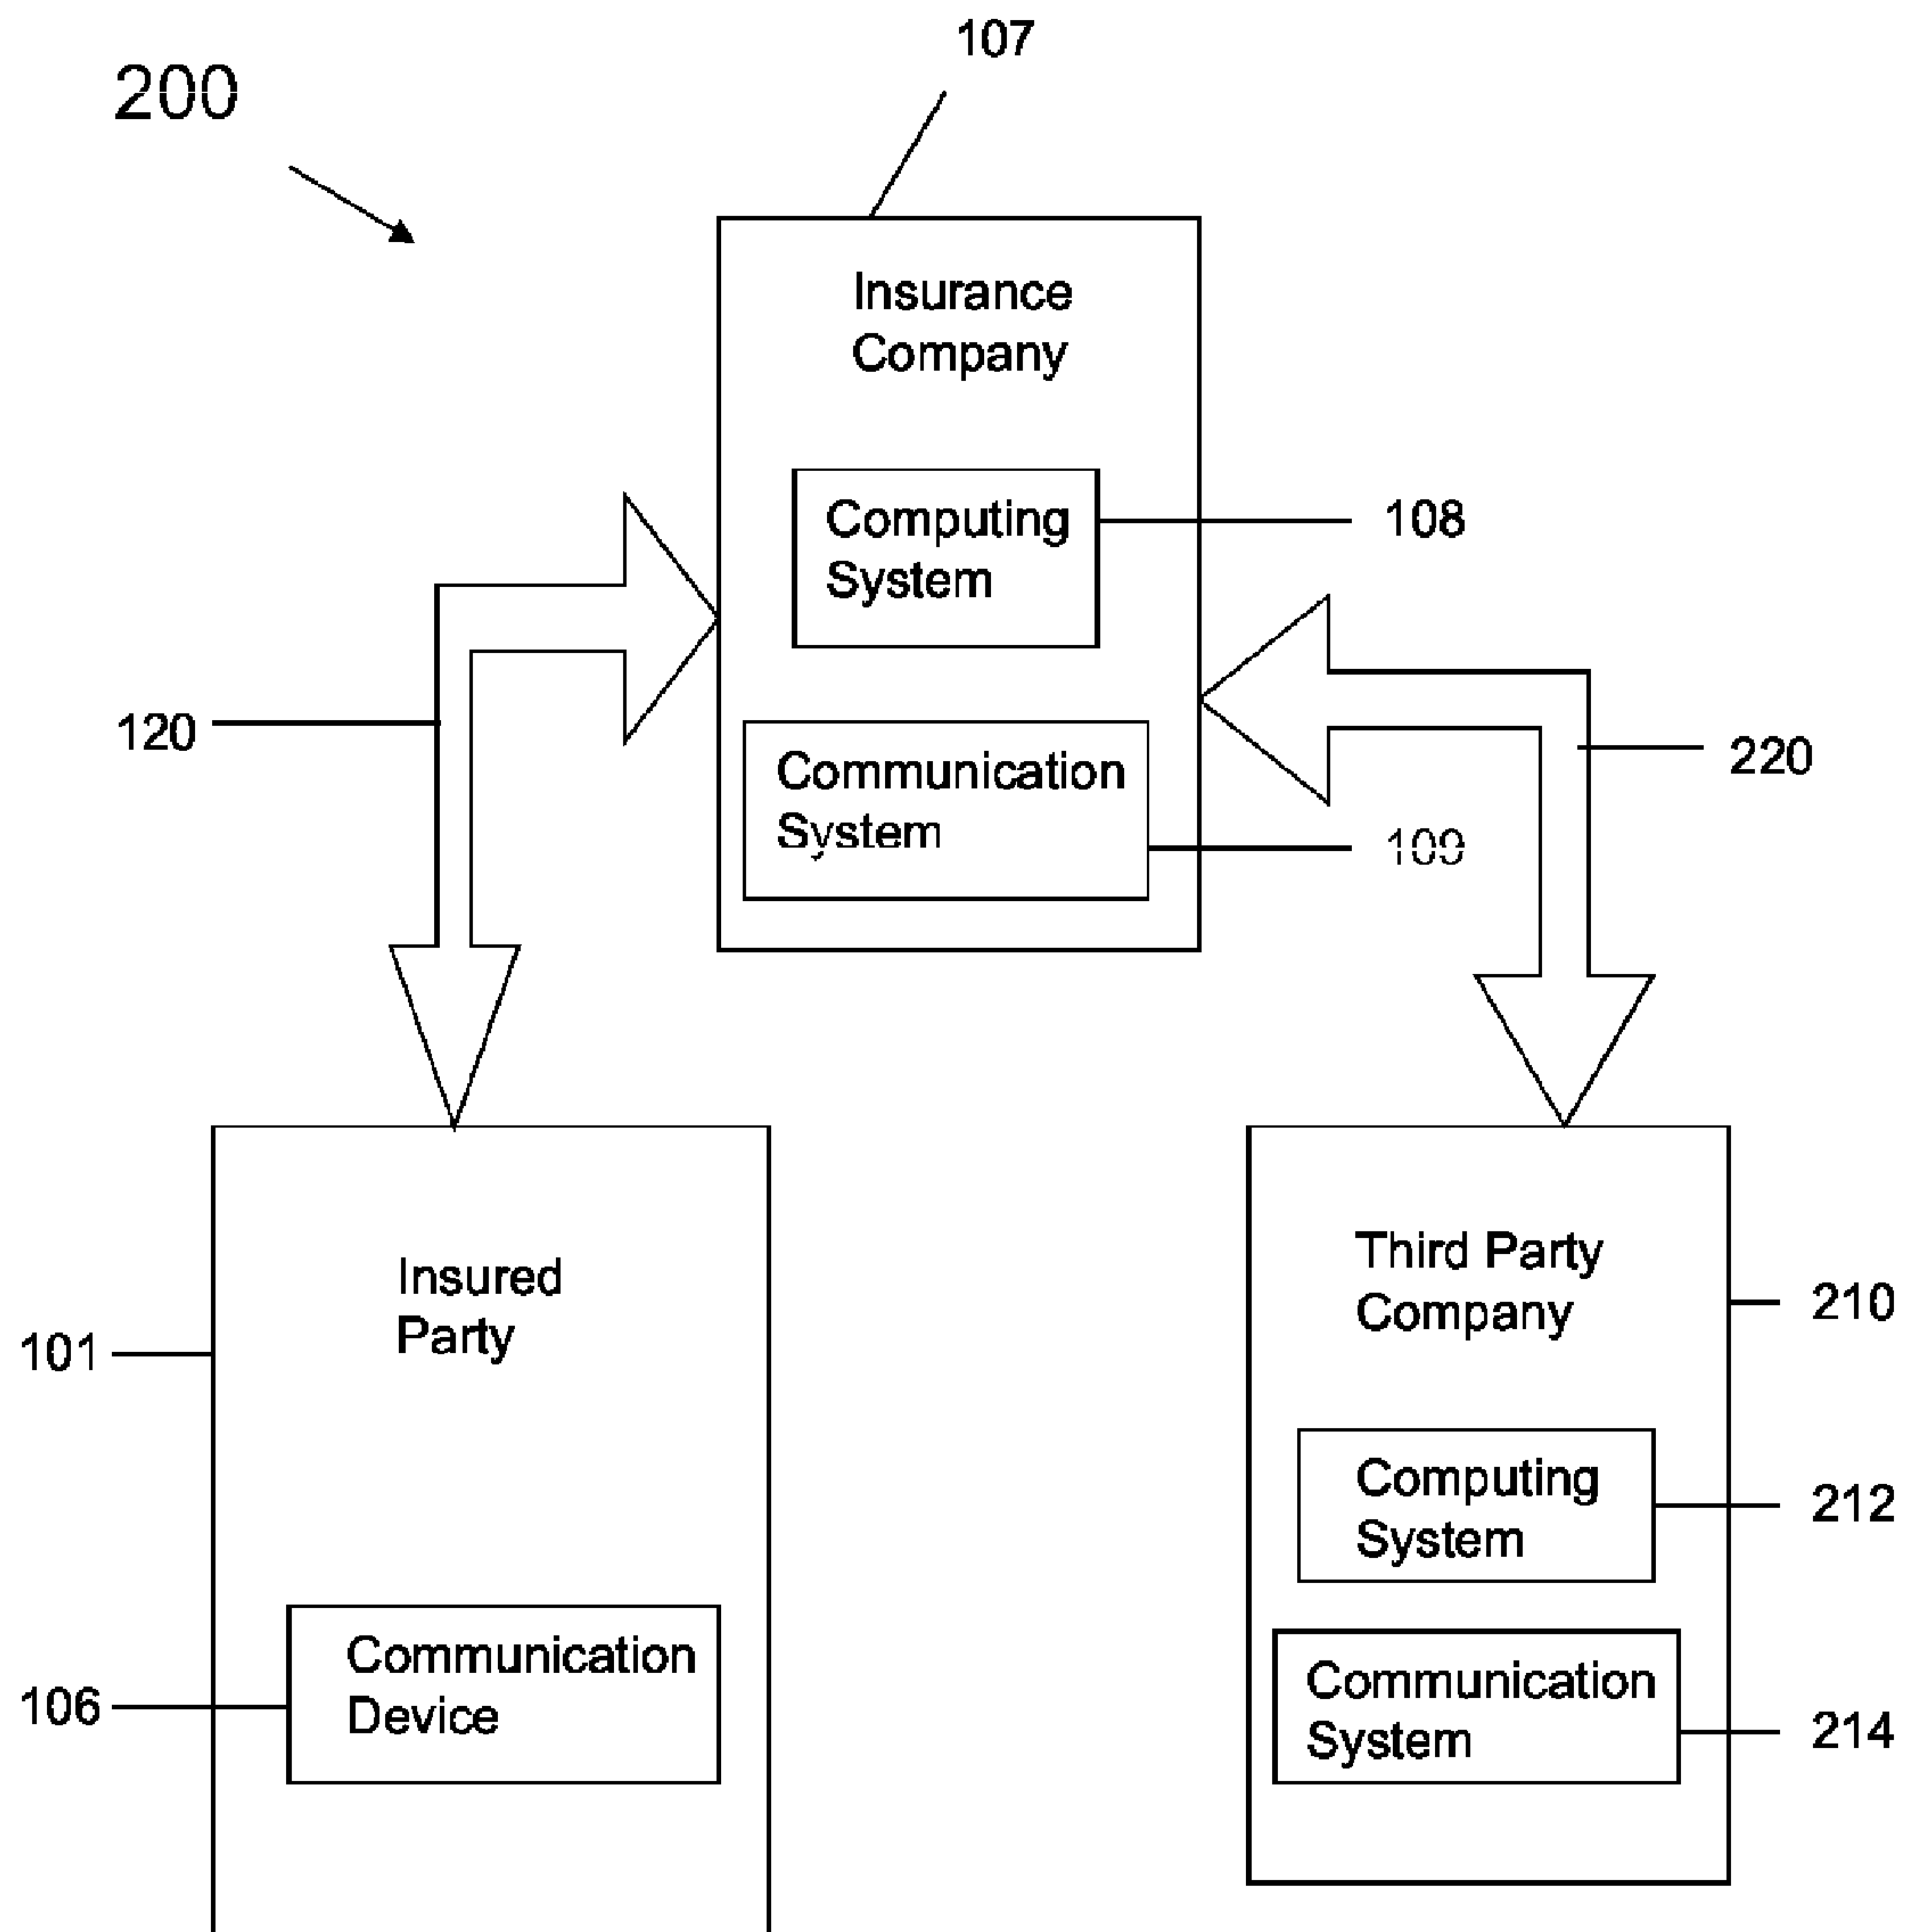 107
200
Insurance
Company
Computing
System
108
120
220
Communication
System
109
Insured
Party
101
Third Party
Company
210
Computing
System
212
Communication
Device
106
Communication
System
214